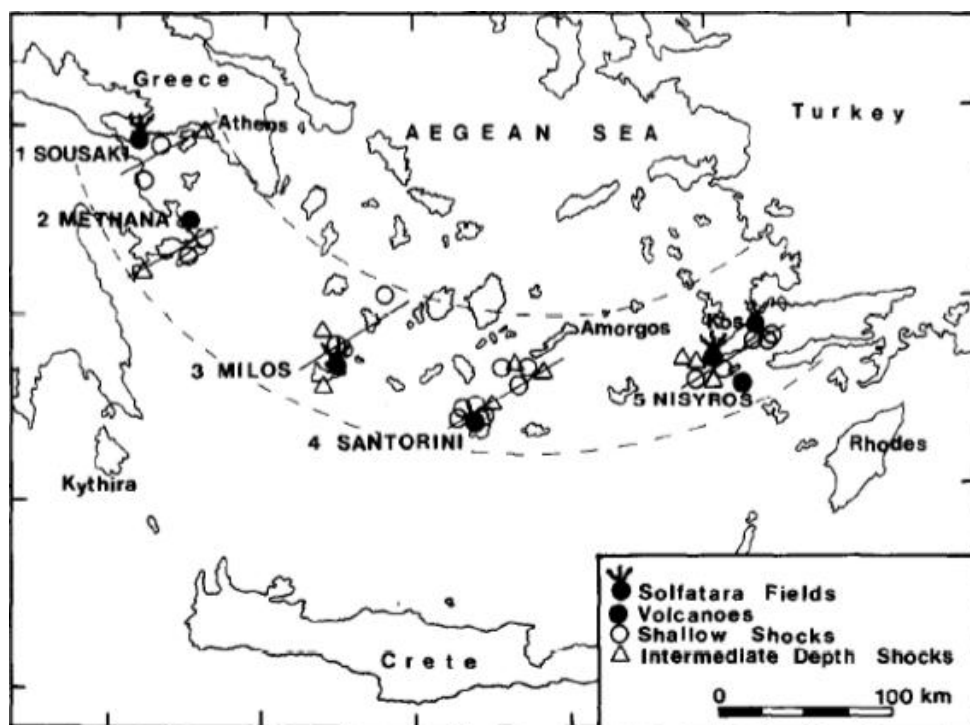 Greece
Athens
Turkey
AEGEAN SEA
1 SOUSAKI
2 METHANA
Amorgos
Kos
3 MILOS
5 NISYROS
4 SANTORINI
Rhodes
Kythira
Crete
Solfatara Fields
Volcanoes
Shallow Shocks
Intermediate Depth Shocks
0 100 km